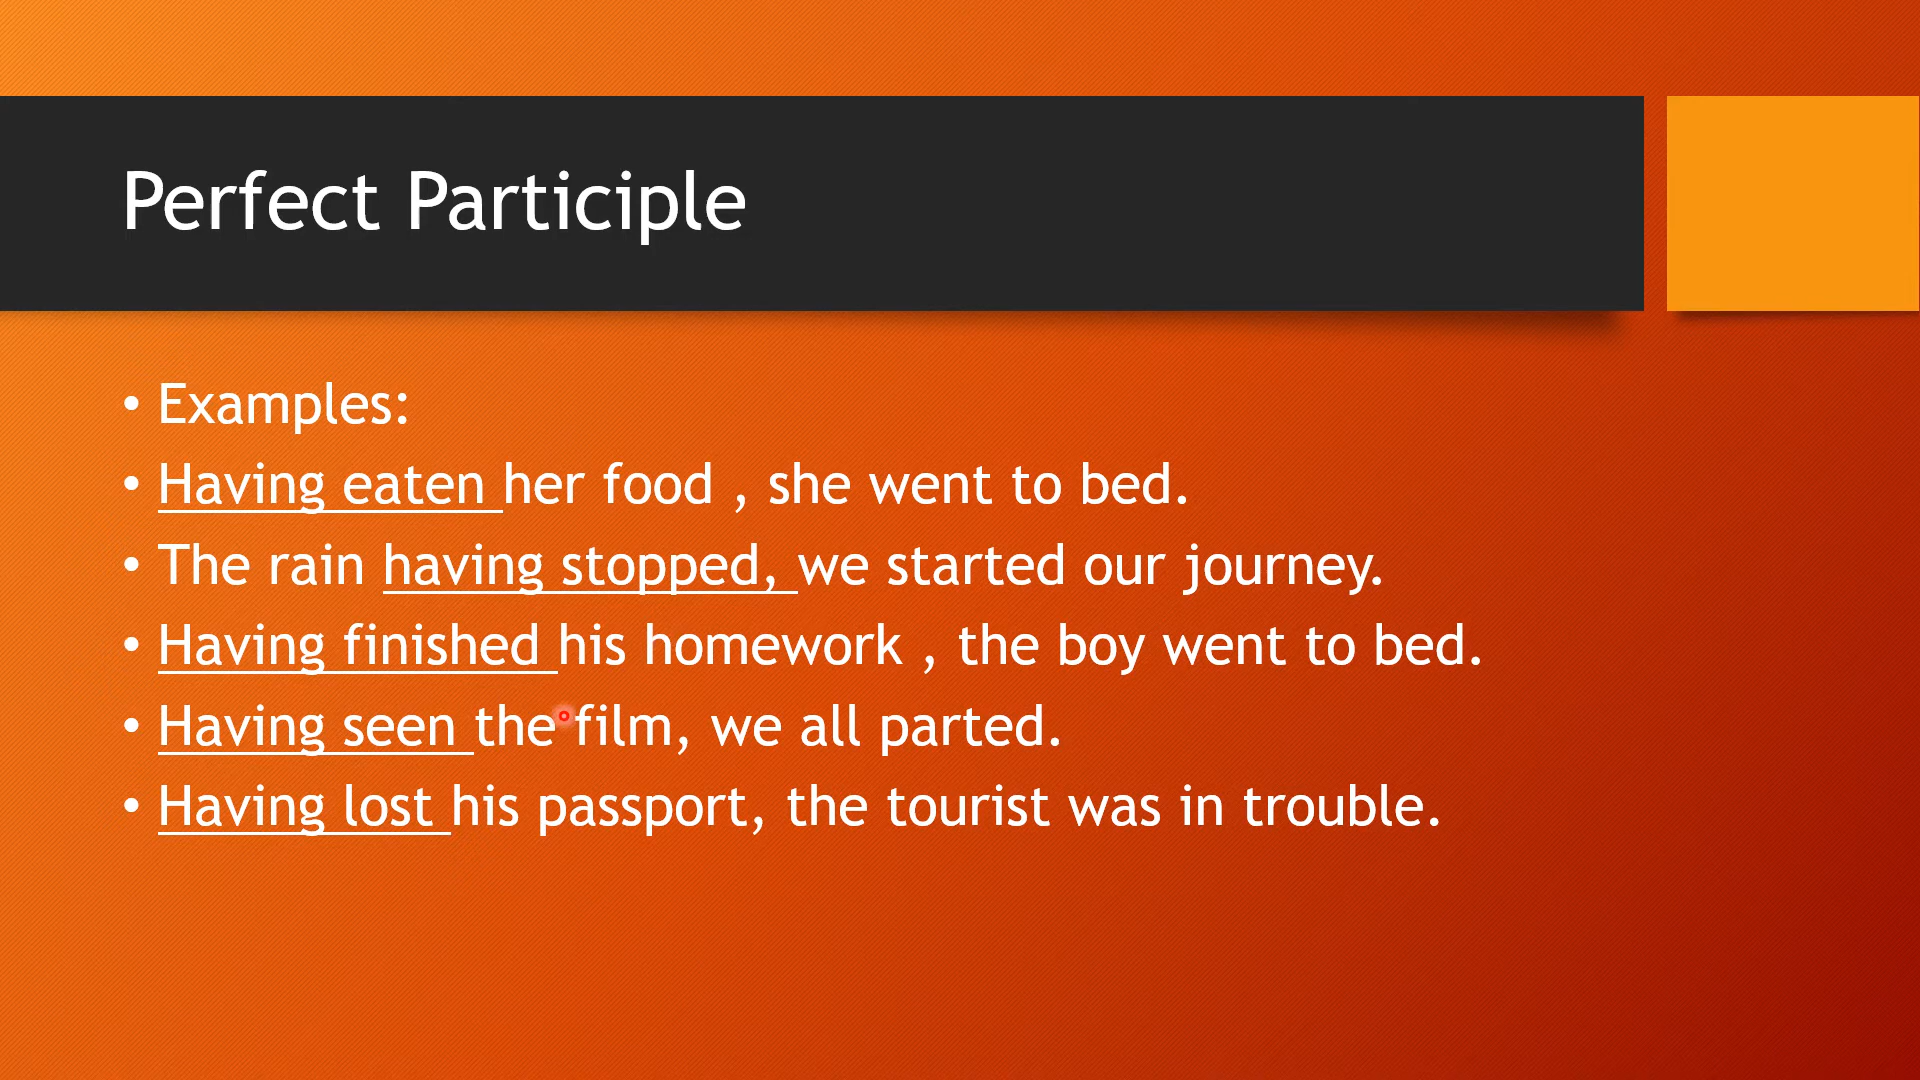 Perfect Participle
• Examples:
• Having eaten her food , she went to bed.
• The rain having stopped, we started our journey.
• Having finished his homework , the boy went to bed.
• Having seen the film, we all parted.
• Having lost his passport, the tourist was in trouble.